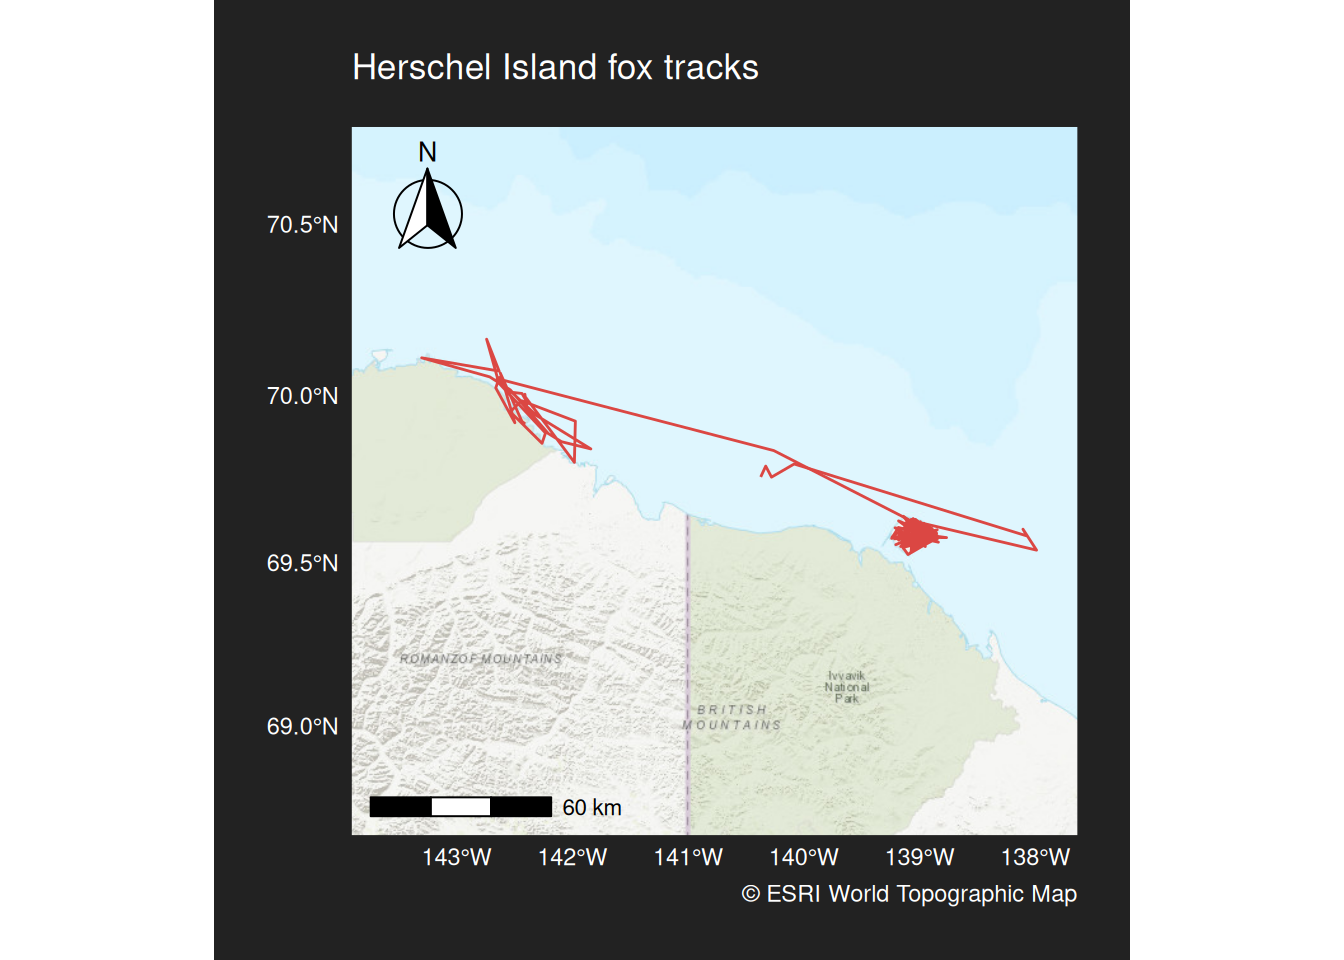 Herschel Island fox tracks
N
70.5°N
70.0°N
69.5°N
69.0°N
ROMANZOF MOUNTAINS
Ivvavik
National
Park
BRITISH
MOUNTAINS
60 km
143°W 142°W 141°W 140°W 139°W 138°W
© ESRI World Topographic Map